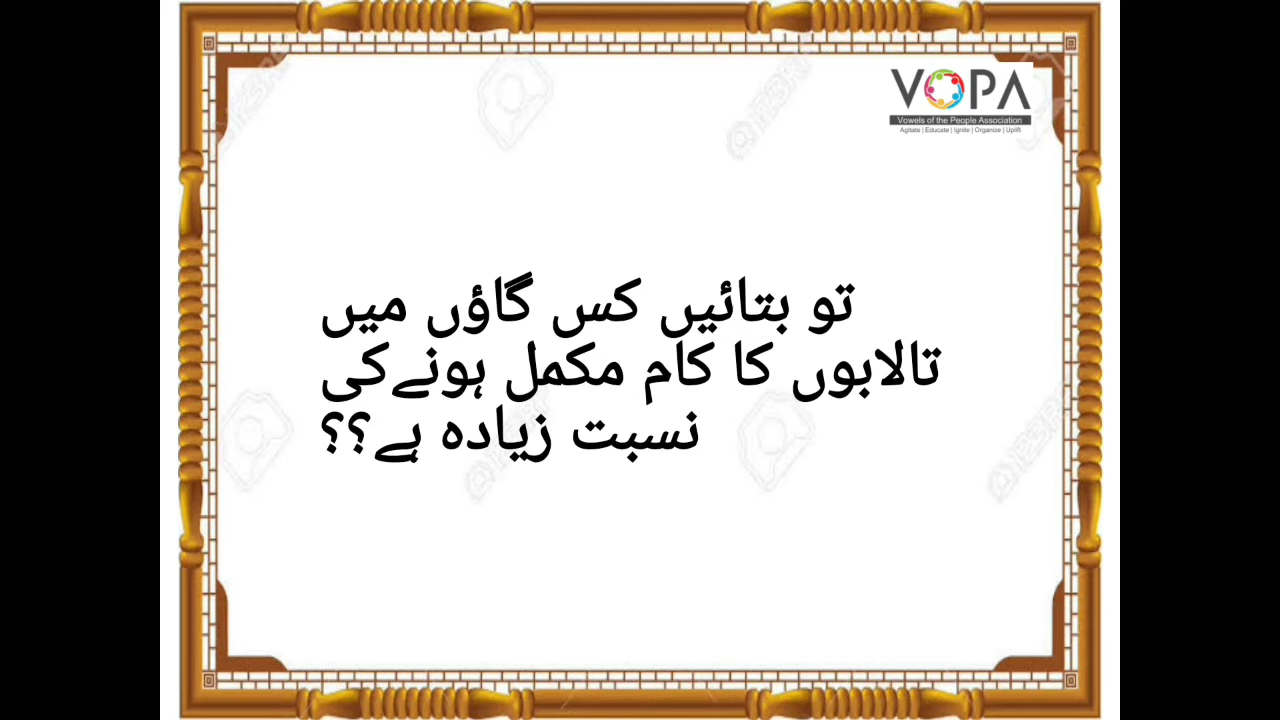 VOPA
Vowels of the People Association
Agitate | Educate | Ignite | Organize | Uplift
تو بتائیں کس گاؤں میں
تالابوں کا کام مکمل ہونےکی
نسبت زیادہ ہے؟؟